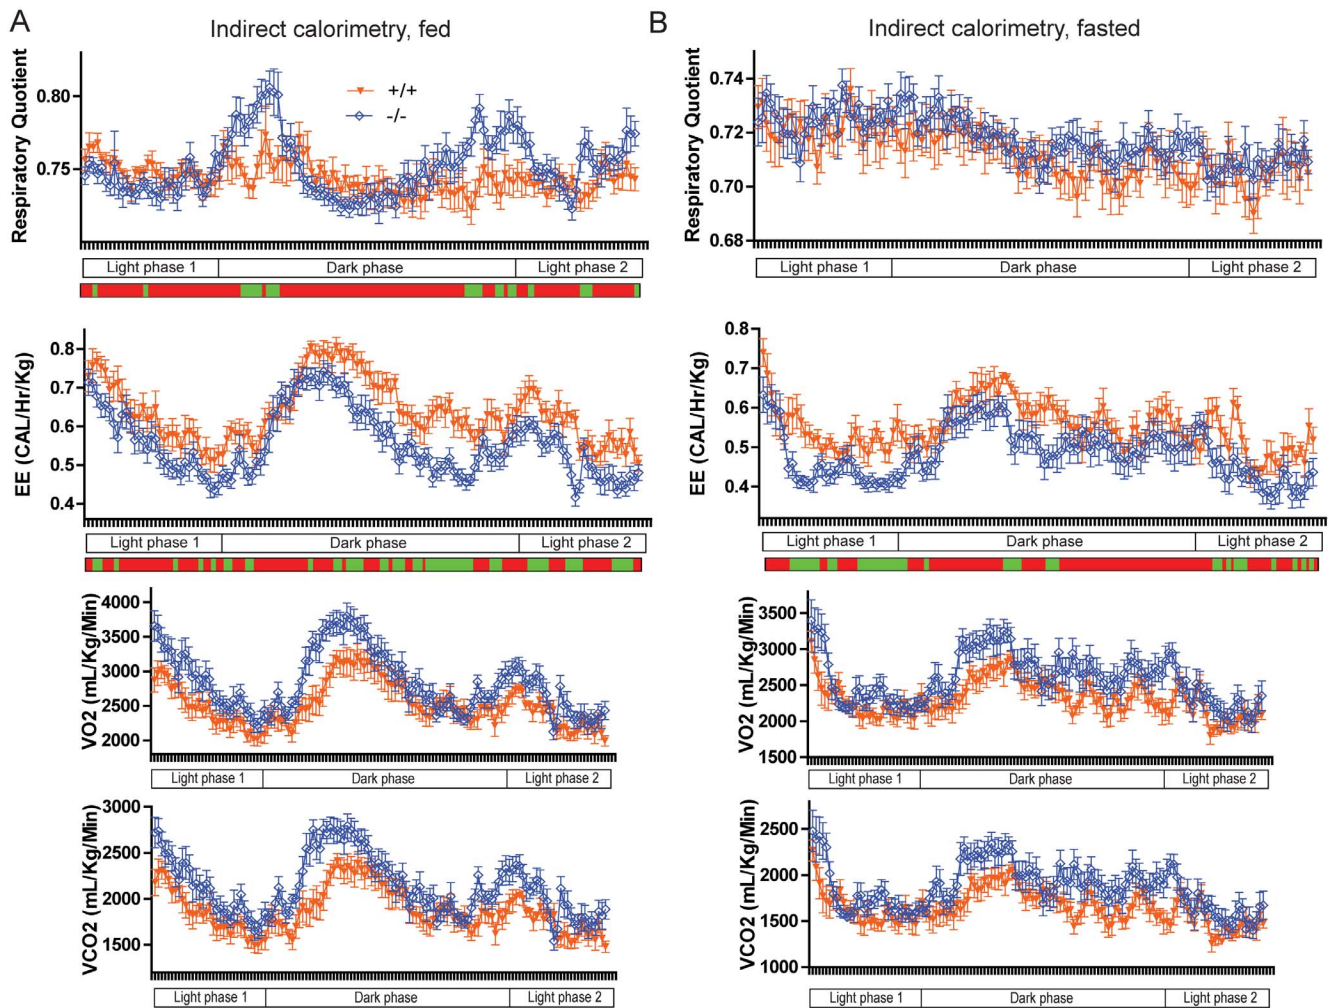 A
Indirect calorimetry, fed
Respiratory Quotient
0.80
0.75
+/+
-/-
Light phase 1
Dark phase
Light phase 2
EE (CAL/Hr/Kg)
0.8
0.7
0.6
0.5
0.4
Light phase 1
Dark phase
Light phase 2
VO2 (mL/Kg/Min)
4000
3500
3000
2500
2000
Light phase 1
Dark phase
Light phase 2
VCO2 (mL/Kg/Min)
3000
2500
2000
1500
Light phase 1
Dark phase
Light phase 2
B
Indirect calorimetry, fasted
Respiratory Quotient
0.74
0.72
0.70
0.68
Light phase 1
Dark phase
Light phase 2
EE (CAL/Hr/Kg)
0.8
0.7
0.6
0.5
0.4
Light phase 1
Dark phase
Light phase 2
VO2 (mL/Kg/Min)
3500
3000
2500
2000
1500
Light phase 1
Dark phase
Light phase 2
VCO2 (mL/Kg/Min)
2500
2000
1500
1000
Light phase 1
Dark phase
Light phase 2